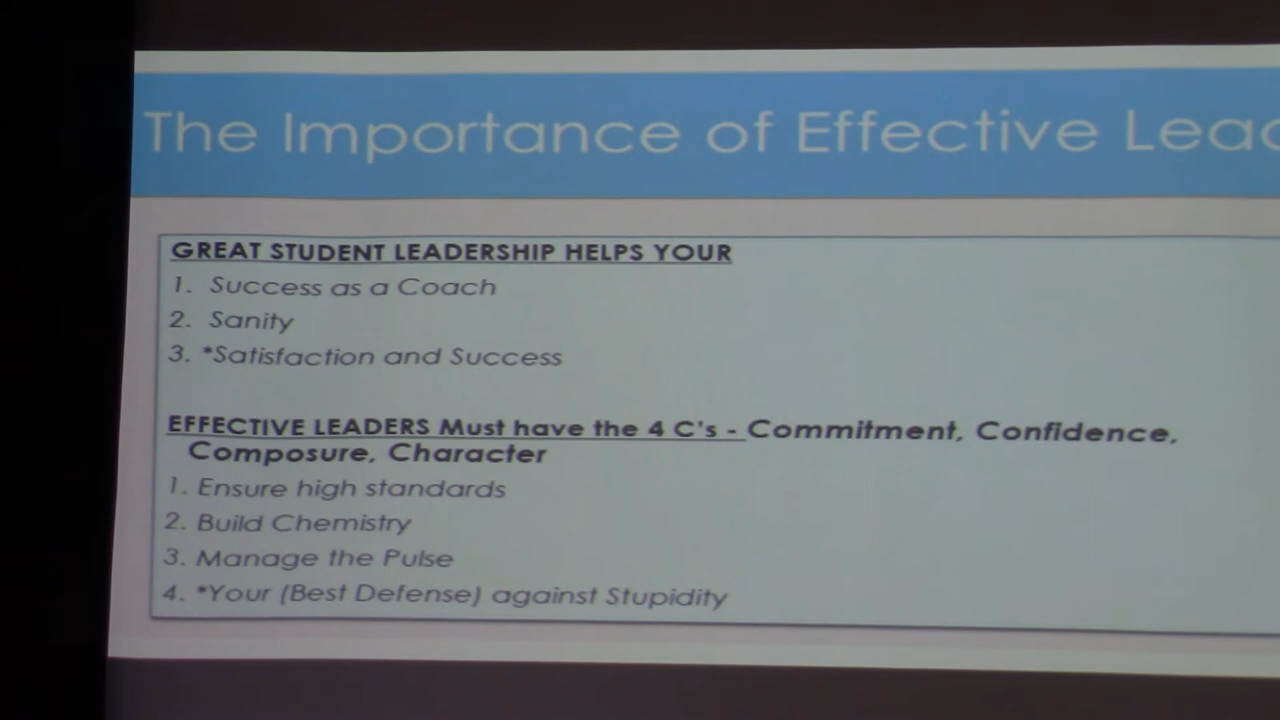 The Importance of Effective Lead
GREAT STUDENT LEADERSHIP HELPS YOUR
1. Success as a Coach
2. Sanity
3. *Satisfaction and Success
EFFECTIVE LEADERS Must have the 4 C's - Commitment, Confidence,
Composure, Character
1. Ensure high standards
2. Build Chemistry
3. Manage the Pulse
4. *Your (Best Defense) against Stupidity